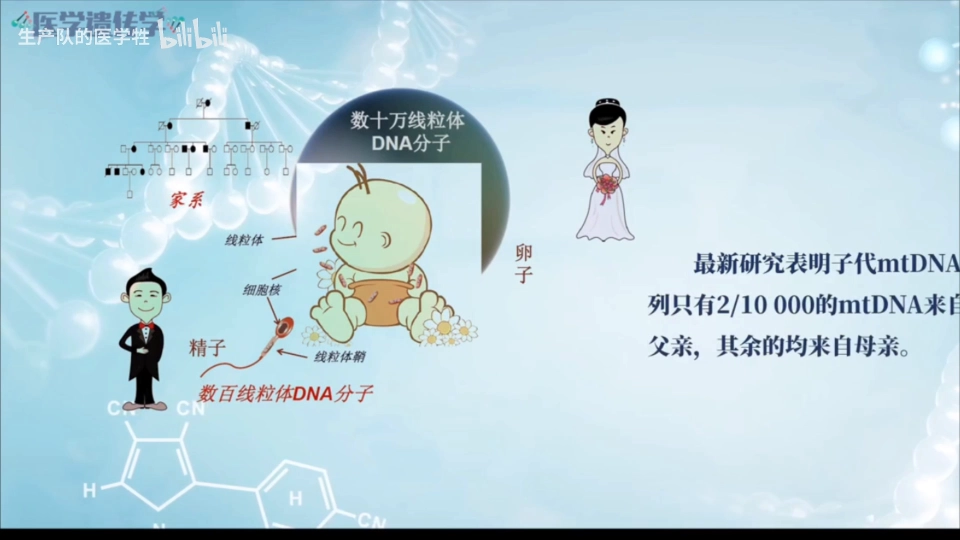 医学遗传学
生产队的医学牲 bilibili
数十万线粒体
DNA分子
家系
线粒体
卵
子
细胞核
最新研究表明子代mtDNA
列只有2/10 000的mtDNA来自
父亲，其余的均来自母亲。
精子
线粒体鞘
数百线粒体DNA分子
CN CN
H
H
N
CN